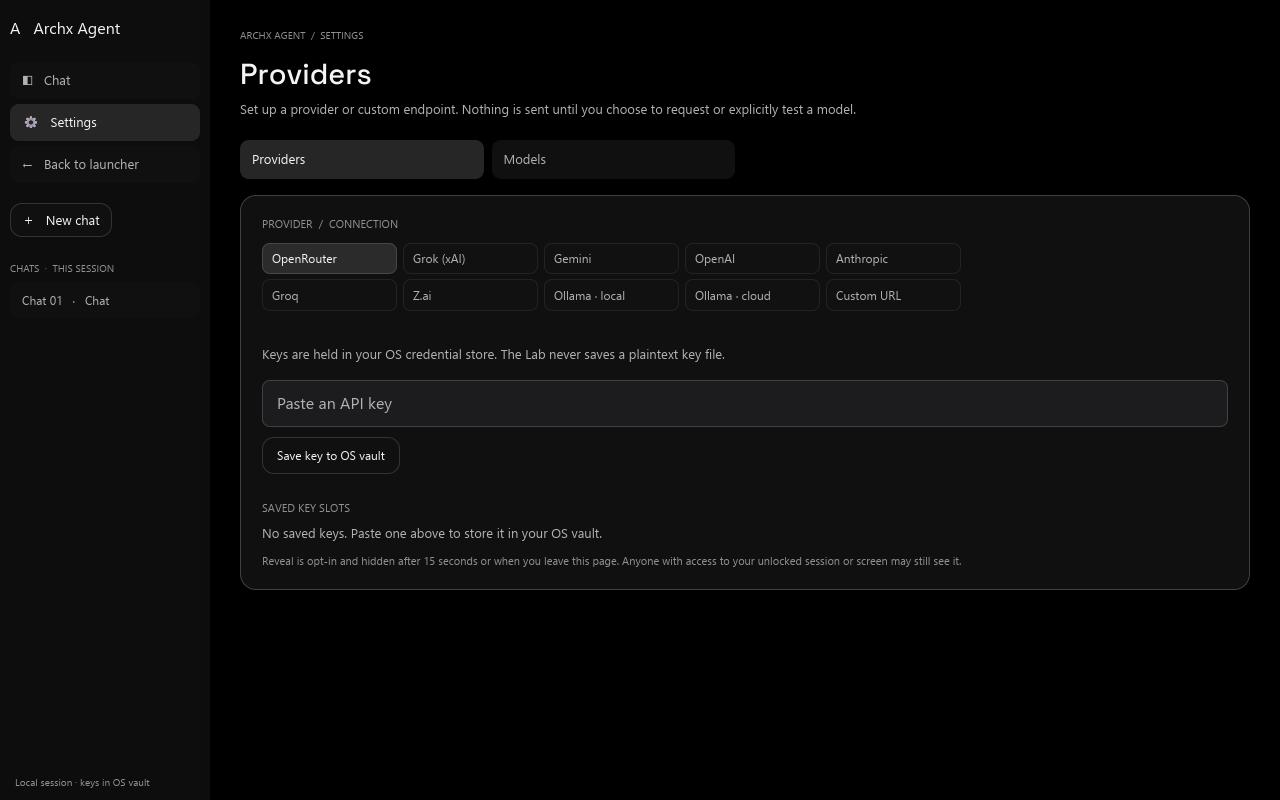 A Archx Agent
Chat
Settings
← Back to launcher
+ New chat
CHATS · THIS SESSION
Chat 01 · Chat
Local session · keys in OS vault
ARCHX AGENT / SETTINGS
Providers
Set up a provider or custom endpoint. Nothing is sent until you choose to request or explicitly test a model.
Providers Models
PROVIDER / CONNECTION
OpenRouter Grok (xAI) Gemini OpenAI Anthropic
Groq Z.ai Ollama · local Ollama · cloud Custom URL
Keys are held in your OS credential store. The Lab never saves a plaintext key file.
Paste an API key
Save key to OS vault
SAVED KEY SLOTS
No saved keys. Paste one above to store it in your OS vault.
Reveal is opt-in and hidden after 15 seconds or when you leave this page. Anyone with access to your unlocked session or screen may still see it.